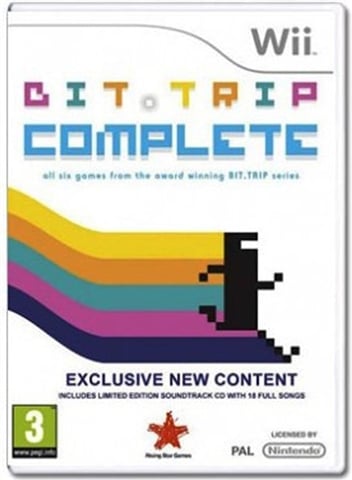 Wii
BIT.TRIP
COMPLETE
all six games from the award winning BIT.TRIP series
EXCLUSIVE NEW CONTENT
INCLUDES LIMITED EDITION SOUNDTRACK CD WITH 18 FULL SONGS
3
www.pegi.info
Rising Star Games
PAL
LICENSED BY
Nintendo